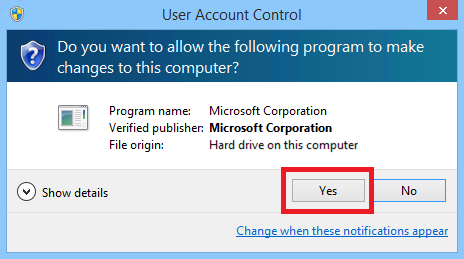 User Account Control
Do you want to allow the following program to make
changes to this computer?
Program name: Microsoft Corporation
Verified publisher: Microsoft Corporation
File origin: Hard drive on this computer
Show details
Yes
No
Change when these notifications appear